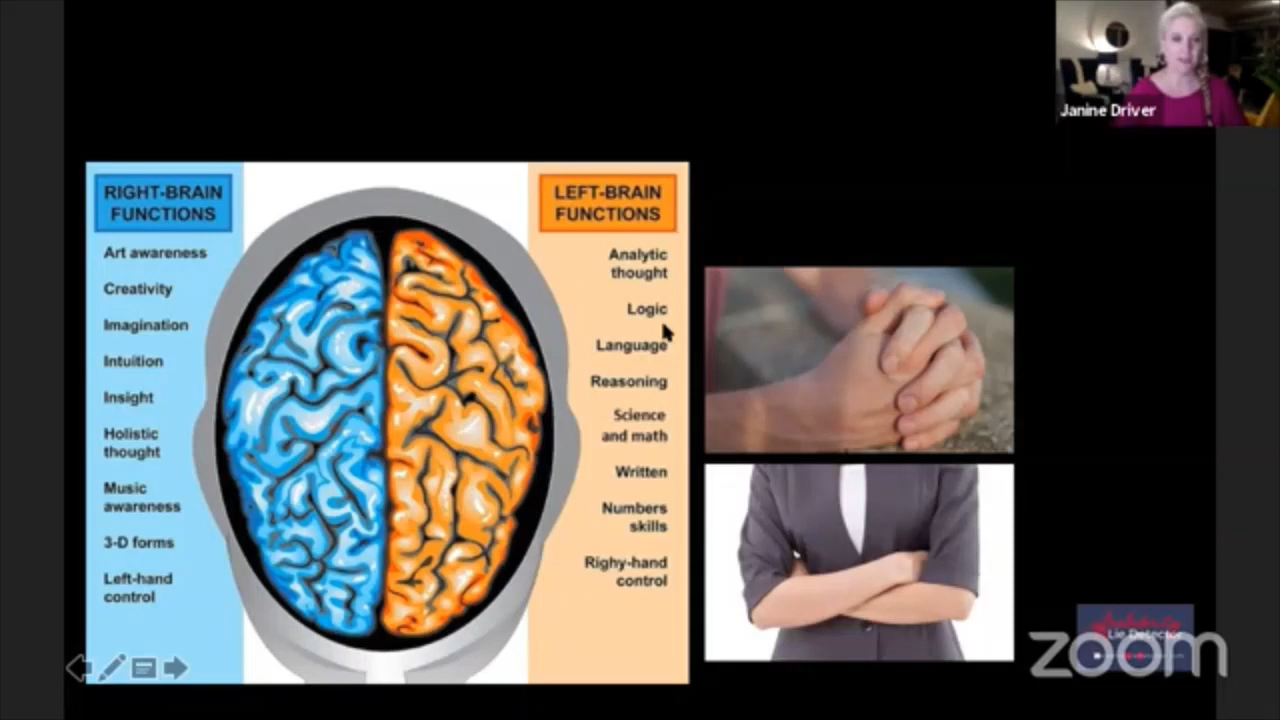 Janine Driver
RIGHT-BRAIN
FUNCTIONS
Art awareness
Creativity
Imagination
Intuition
Insight
Holistic
thought
Music
awareness
3-D forms
Left-hand
control
LEFT-BRAIN
FUNCTIONS
Analytic
thought
Logic
Language
Reasoning
Science
and math
Written
Numbers
skills
Righy-hand
control
Lie Detector
zoom